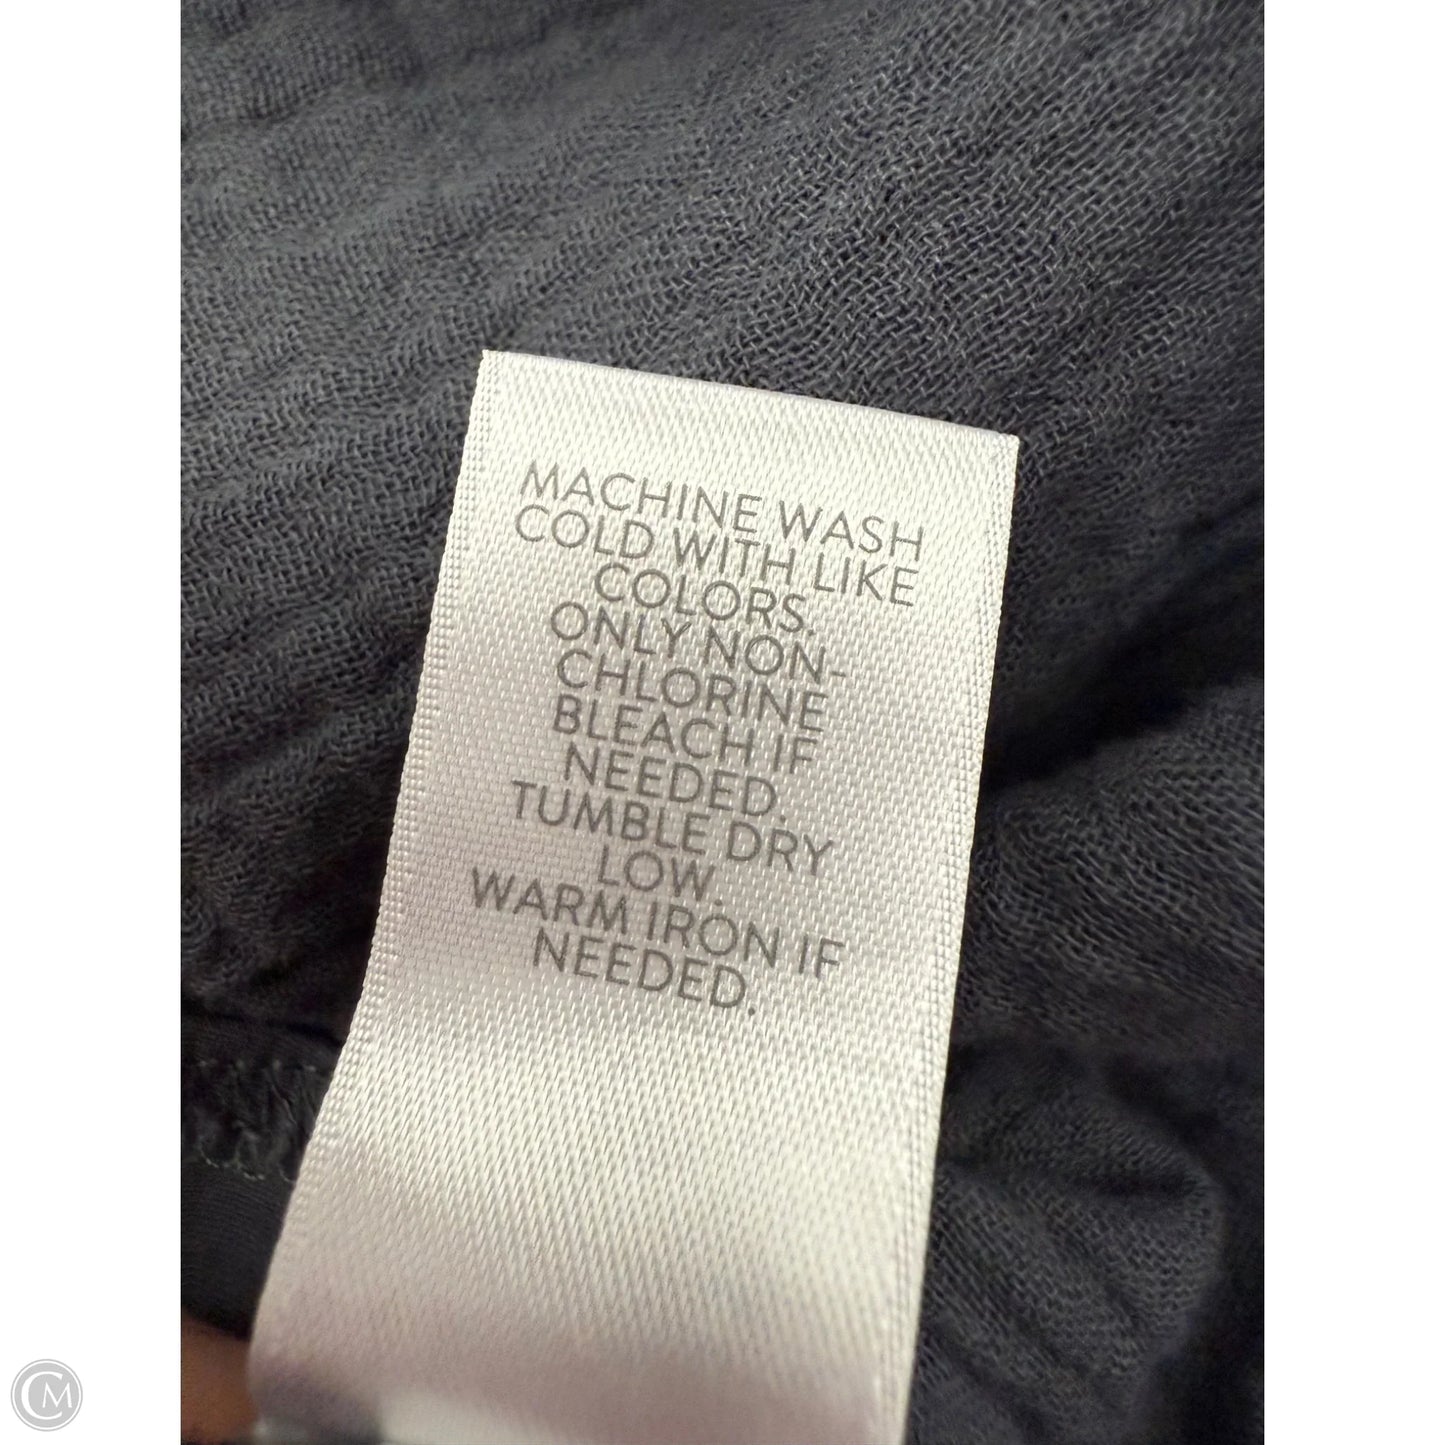 MACHINE WASH
COLD WITH LIKE
COLORS.
ONLY NON-
CHLORINE
BLEACH IF
NEEDED.
TUMBLE DRY
LOW.
WARM IRON IF
NEEDED.
CM